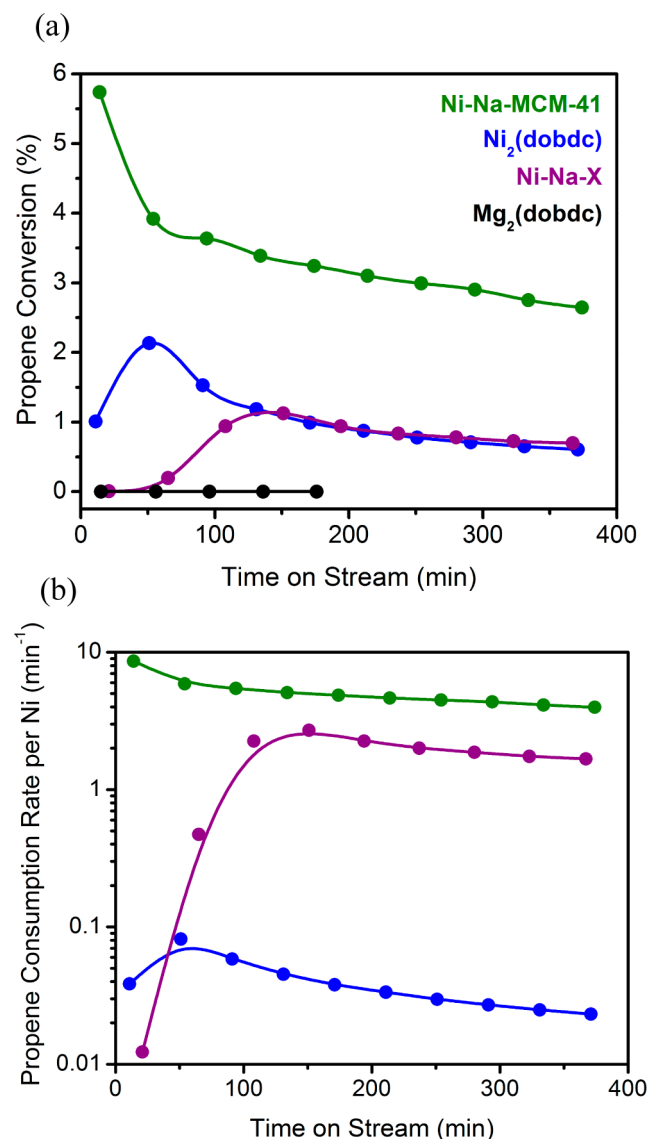 (a)
6
5
4
3
2
1
0
Propene Conversion (%)
Ni-Na-MCM-41
Ni₂(dobdc)
Ni-Na-X
Mg₂(dobdc)
0 100 200 300 400
Time on Stream (min)
(b)
10
1
0.1
0.01
Propene Consumption Rate per Ni (min⁻¹)
0 100 200 300 400
Time on Stream (min)